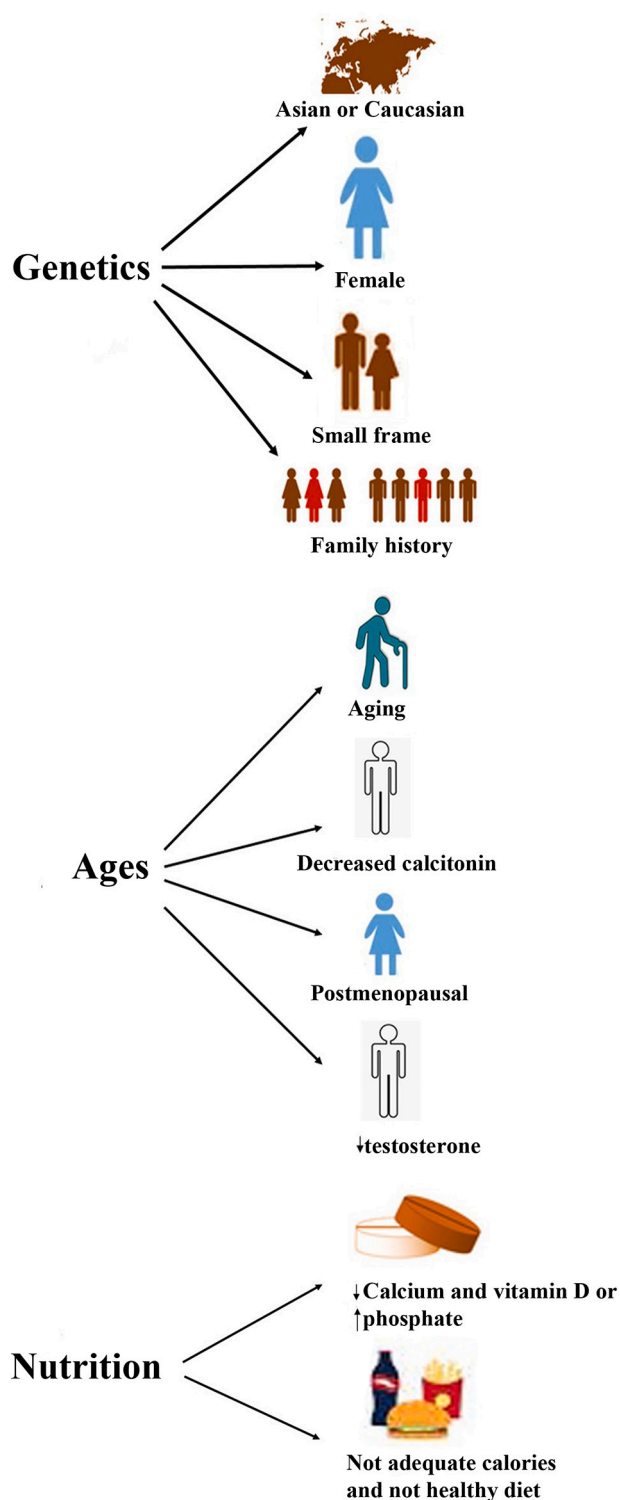 Asian or Caucasian
Genetics
Female
Small frame
Family history
Aging
Decreased calcitonin
Ages
Postmenopausal
↓testosterone
↓Calcium and vitamin D or
↑phosphate
Nutrition
Not adequate calories
and not healthy diet